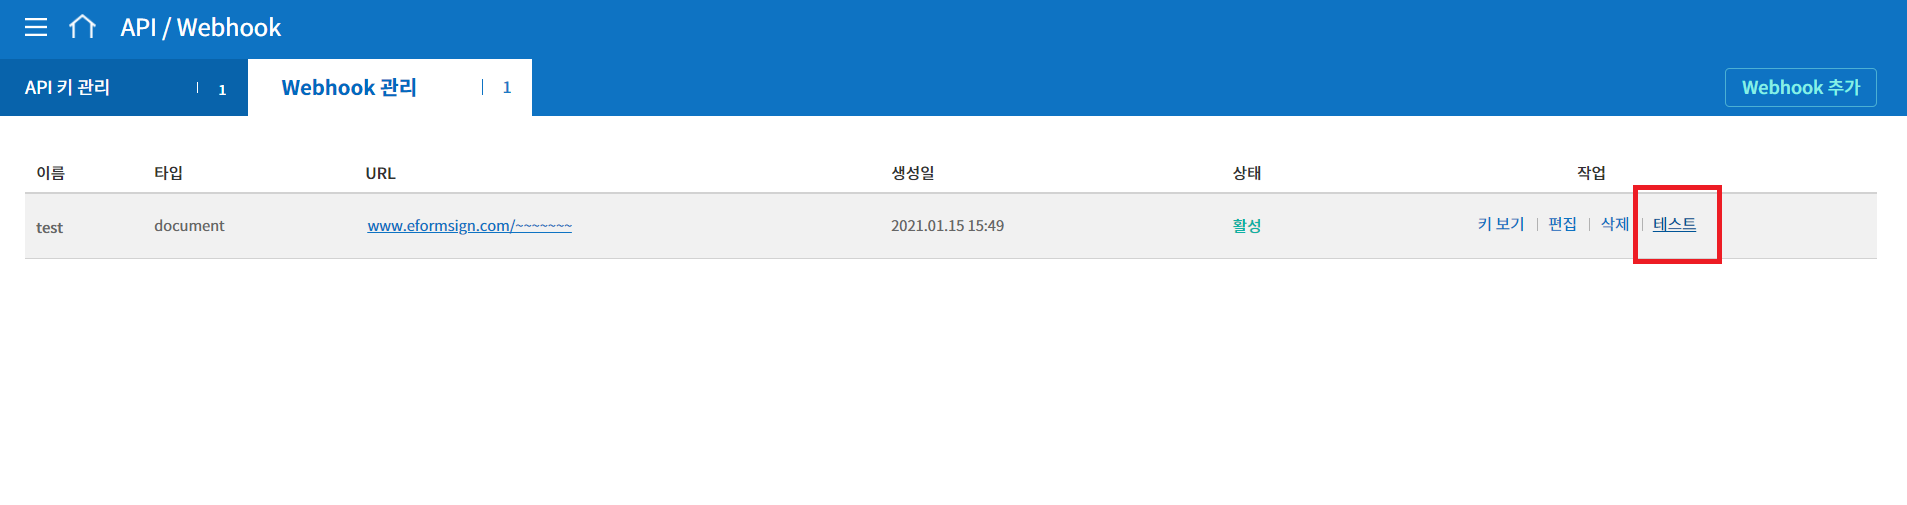 API / Webhook
API 키 관리 1 Webhook 관리 1 Webhook 추가
이름 타입 URL 생성일 상태 작업
test document www.eformsign.com/~~~~~~~ 2021.01.15 15:49 활성 키 보기 | 편집 | 삭제 | 테스트